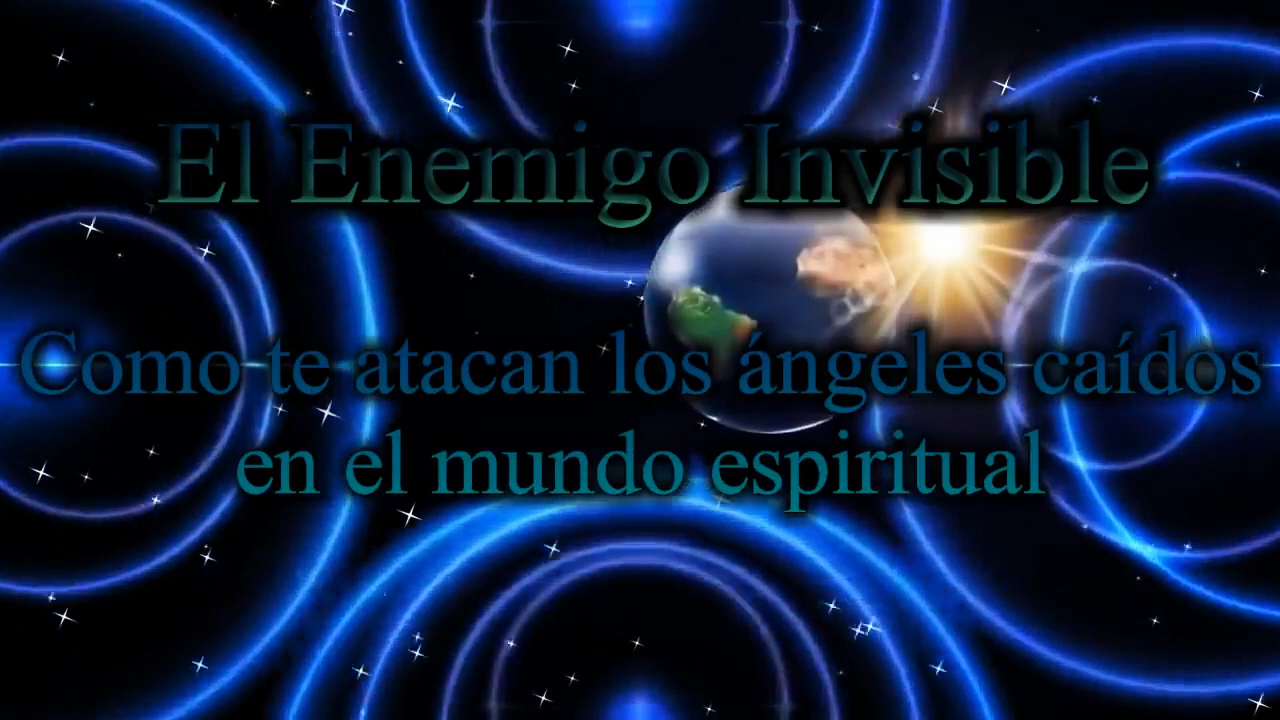 El Enemigo Invisible
Como te atacan los ángeles caídos
en el mundo espiritual